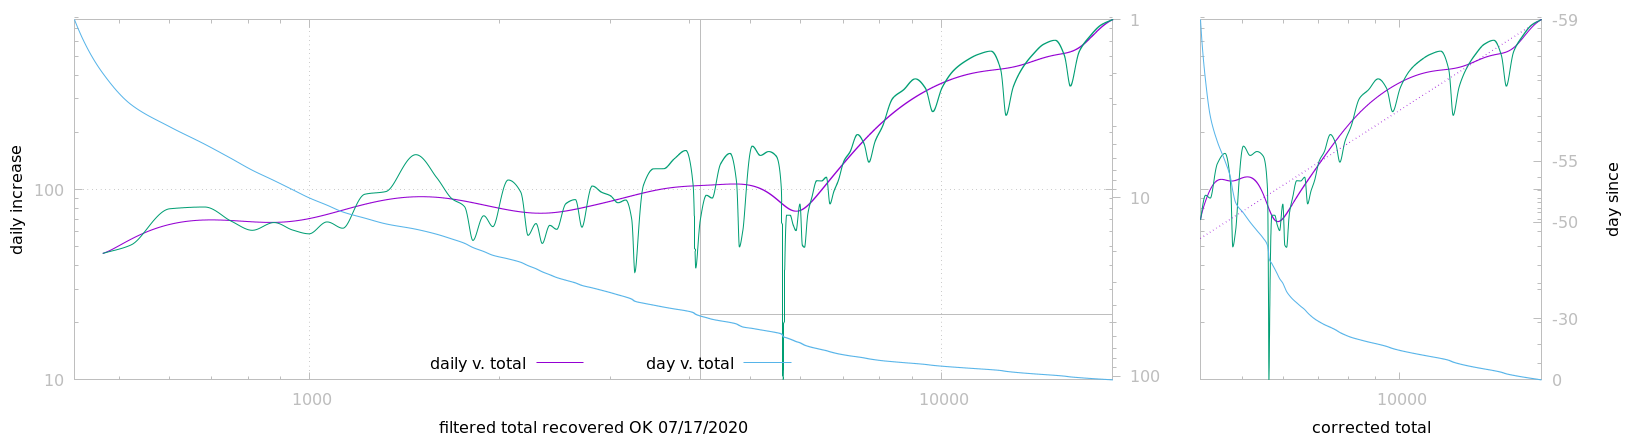 1
-59
daily increase
day since
100
10
-55
-50
-30
daily v. total
day v. total
10
100
0
1000
10000
10000
filtered total recovered OK 07/17/2020
corrected total